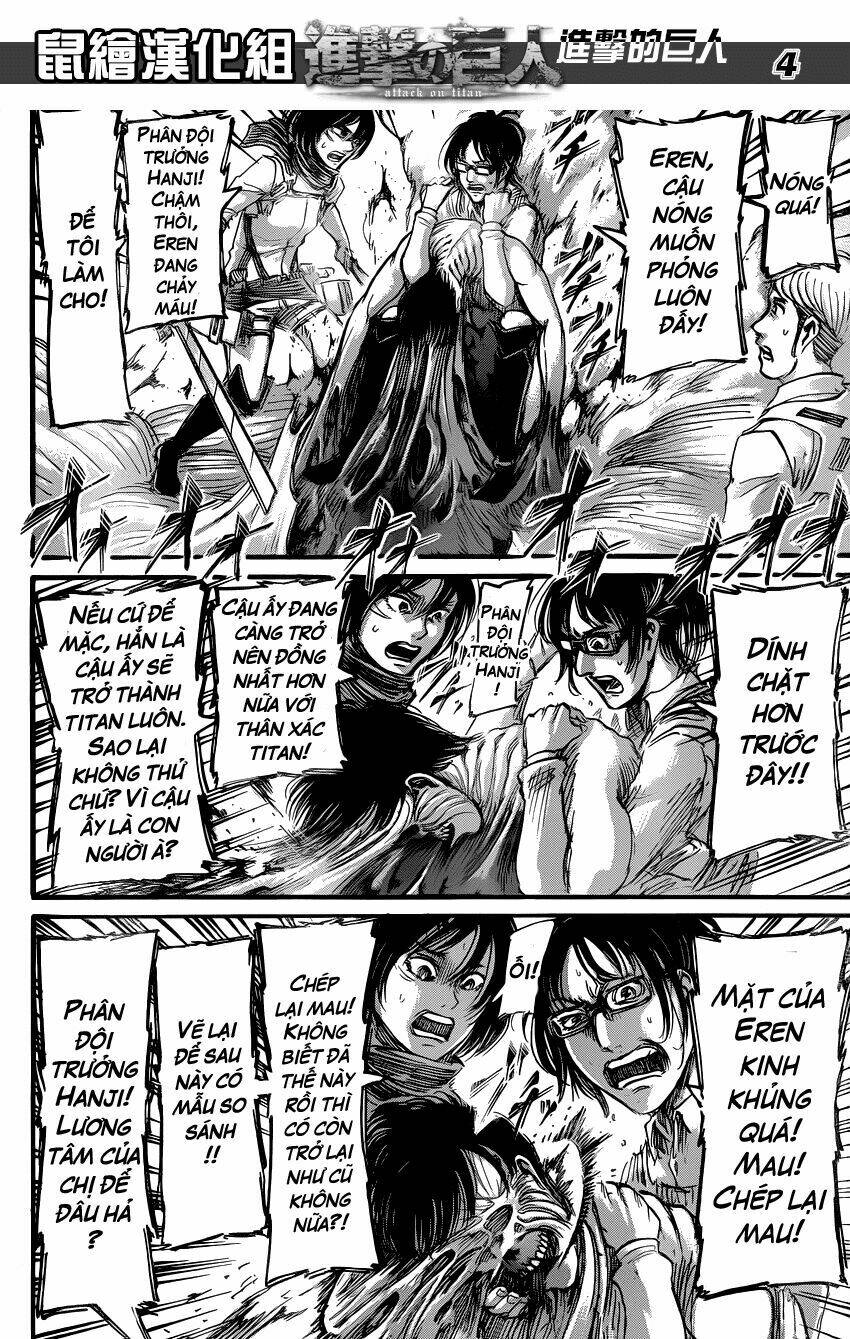 鼠繪漢化組
進撃の巨人
attack on titan
進擊的巨人
4
NÓNG
QUÁ!
EREN,
CẬU
NÓNG
MUỐN
PHỎNG
LUÔN
ĐẤY!
PHÂN ĐỘI
TRƯỞNG
HANJI!
CHẬM
THÔI,
EREN
ĐANG
CHẢY
MÁU!
ĐỂ
TÔI
LÀM
CHO!
DÍNH
CHẶT
HƠN
TRƯỚC
ĐÂY!!
PHÂN
ĐỘI
TRƯỞNG
HANJI
!
CẬU ẤY ĐANG
CÀNG TRỞ
NÊN ĐỒNG
NHẤT HƠN
NỮA VỚI
THÂN XÁC
TITAN!
NẾU CỨ ĐỂ
MẶC, HẲN LÀ
CẬU ẤY SẼ
TRỞ THÀNH
TITAN LUÔN.
SAO LẠI
KHÔNG THỬ
CHỨ? VÌ CẬU
ẤY LÀ CON
NGƯỜI À?
MẶT CỦA
EREN
KINH
KHỦNG
QUÁ!
MAU!
CHÉP LẠI
MAU!
ỐI!
CHÉP
LẠI MAU!
KHÔNG
BIẾT ĐÃ
THẾ NÀY
RỒI THÌ
CÓ CÒN
TRỞ LẠI
NHƯ CŨ
KHÔNG
NỮA?!
VẼ LẠI
ĐỂ SAU
NÀY CÓ
MẪU SO
SÁNH
!!
PHÂN
ĐỘI
TRƯỞNG
HANJI!
LƯƠNG
TÂM CỦA
CHỊ ĐỂ
ĐÂU HẢ
?